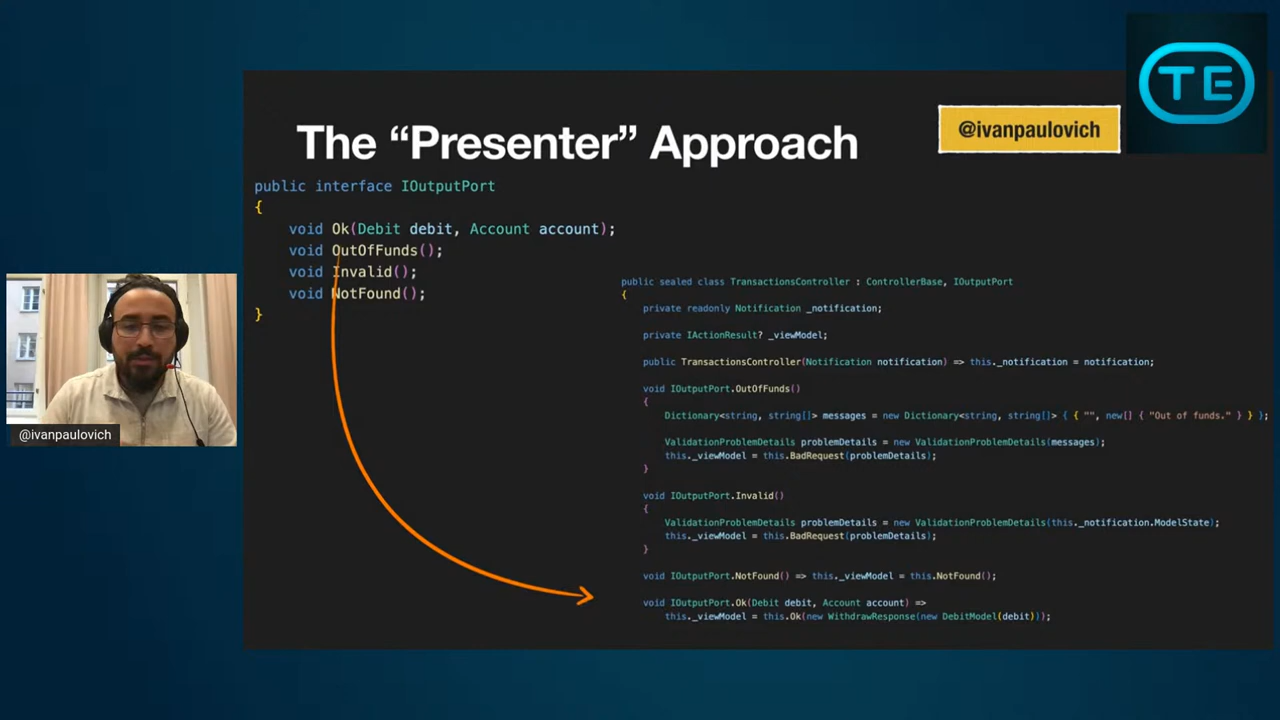 The “Presenter” Approach
@ivanpaulovich
TE
public interface IOutputPort
{
void Ok(Debit debit, Account account);
void OutOfFunds();
void Invalid();
void NotFound();
}
public sealed class TransactionsController : ControllerBase, IOutputPort
{
private readonly Notification _notification;
private IActionResult? _viewModel;
public TransactionsController(Notification notification) => this._notification = notification;
void IOutputPort.OutOfFunds()
{
Dictionary<string, string[]> messages = new Dictionary<string, string[]> { { "", new[] { "Out of funds." } } };
ValidationProblemDetails problemDetails = new ValidationProblemDetails(messages);
this._viewModel = this.BadRequest(problemDetails);
}
void IOutputPort.Invalid()
{
ValidationProblemDetails problemDetails = new ValidationProblemDetails(this._notification.ModelState);
this._viewModel = this.BadRequest(problemDetails);
}
void IOutputPort.NotFound() => this._viewModel = this.NotFound();
void IOutputPort.Ok(Debit debit, Account account) =>
this._viewModel = this.Ok(new WithdrawResponse(new DebitModel(debit)));
@ivanpaulovich